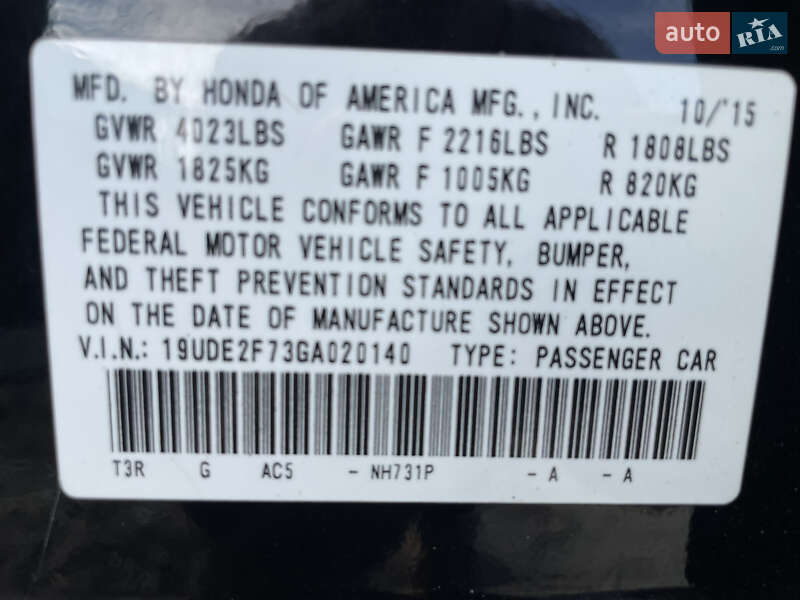 auto RIA.com
MFD. BY HONDA OF AMERICA MFG., INC. 10/'15
GVWR 4023LBS GAWR F 2216LBS R 1808LBS
GVWR 1825KG GAWR F 1005KG R 820KG
THIS VEHICLE CONFORMS TO ALL APPLICABLE
FEDERAL MOTOR VEHICLE SAFETY, BUMPER,
AND THEFT PREVENTION STANDARDS IN EFFECT
ON THE DATE OF MANUFACTURE SHOWN ABOVE.
V.I.N.: 19UDE2F73GA020140 TYPE: PASSENGER CAR
T3R G AC5 - NH731P - A - A